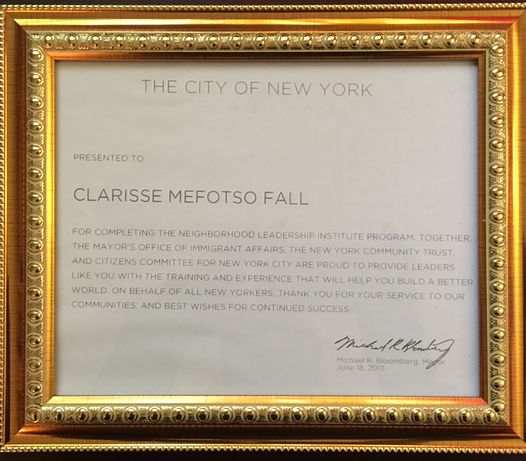 THE CITY OF NEW YORK
PRESENTED TO
CLARISSE MEFOTSO FALL
FOR COMPLETING THE NEIGHBORHOOD LEADERSHIP INSTITUTE PROGRAM. TOGETHER,
THE MAYOR'S OFFICE OF IMMIGRANT AFFAIRS, THE NEW YORK COMMUNITY TRUST,
AND CITIZENS COMMITTEE FOR NEW YORK CITY ARE PROUD TO PROVIDE LEADERS
LIKE YOU WITH THE TRAINING AND EXPERIENCE THAT WILL HELP YOU BUILD A BETTER
WORLD. ON BEHALF OF ALL NEW YORKERS, THANK YOU FOR YOUR SERVICE TO OUR
COMMUNITIES, AND BEST WISHES FOR CONTINUED SUCCESS.
Michael R. Bloomberg
Michael R. Bloomberg, Mayor
June 18, 2013